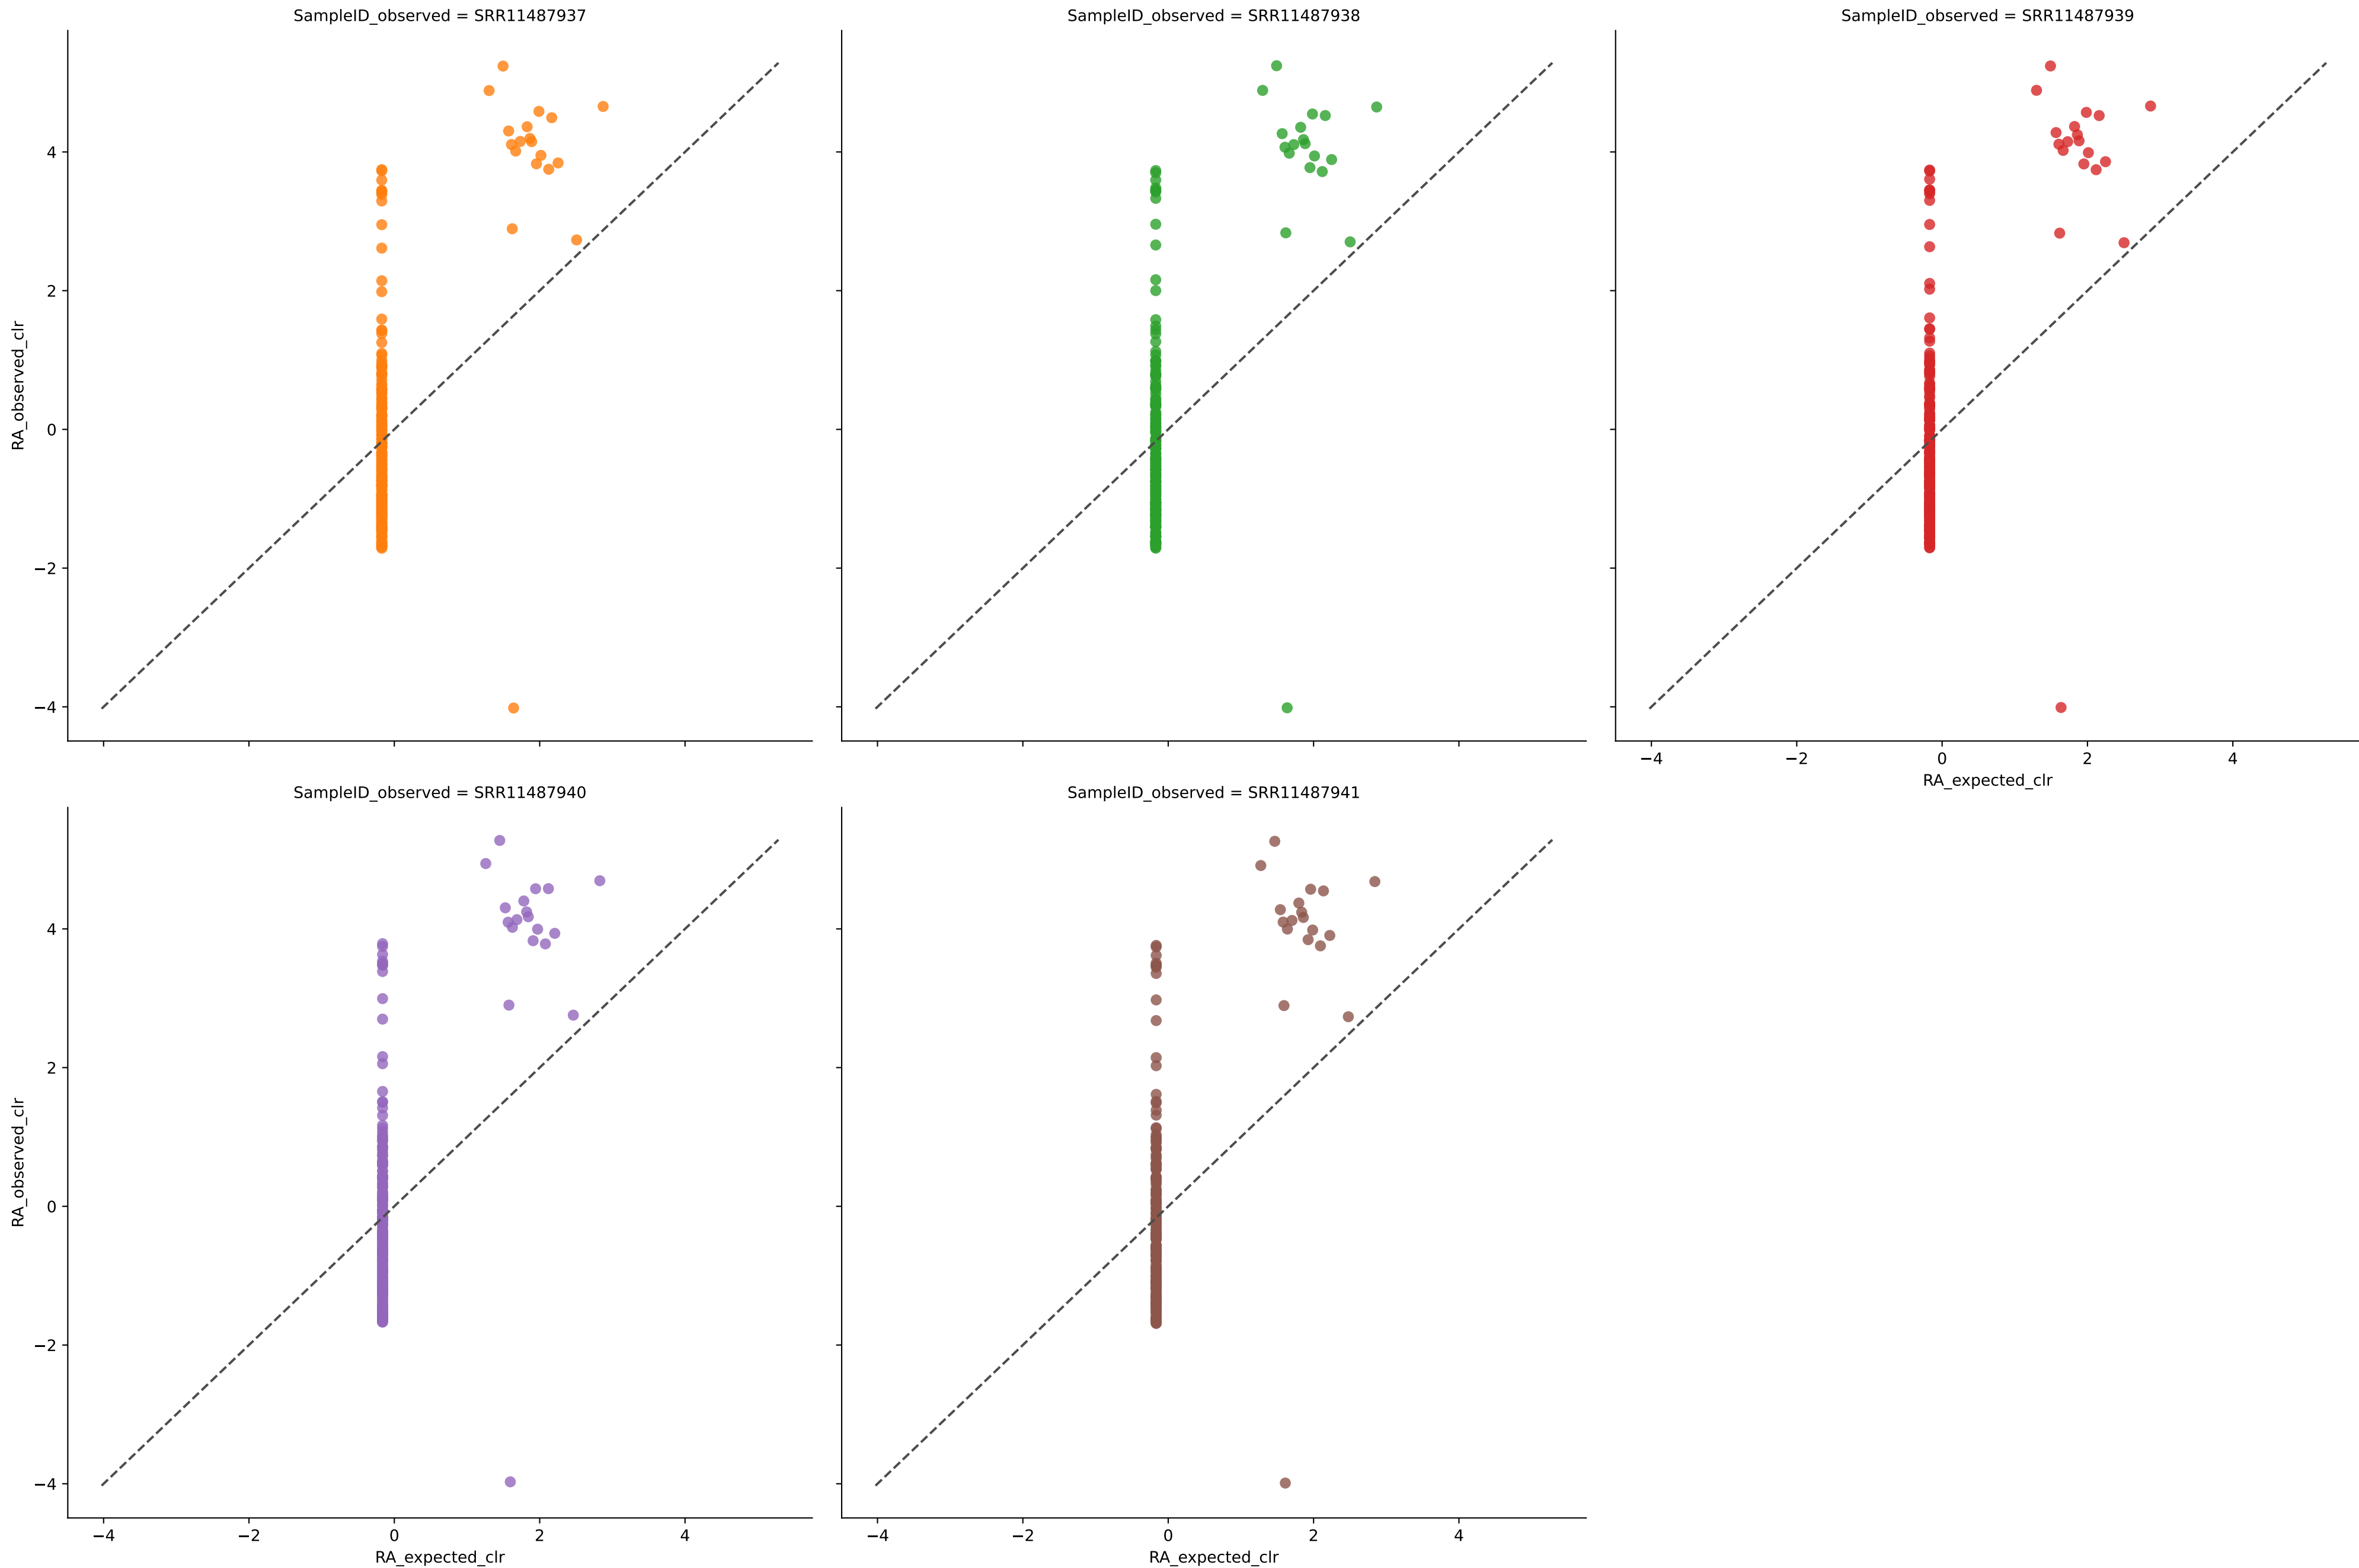 SampleID_observed = SRR11487937
SampleID_observed = SRR11487938
SampleID_observed = SRR11487939
4
2
0
−2
−4
RA_observed_clr
−4 −2 0 2 4
RA_expected_clr
SampleID_observed = SRR11487940
SampleID_observed = SRR11487941
4
2
0
−2
−4
RA_observed_clr
−4 −2 0 2 4
RA_expected_clr
−4 −2 0 2 4
RA_expected_clr